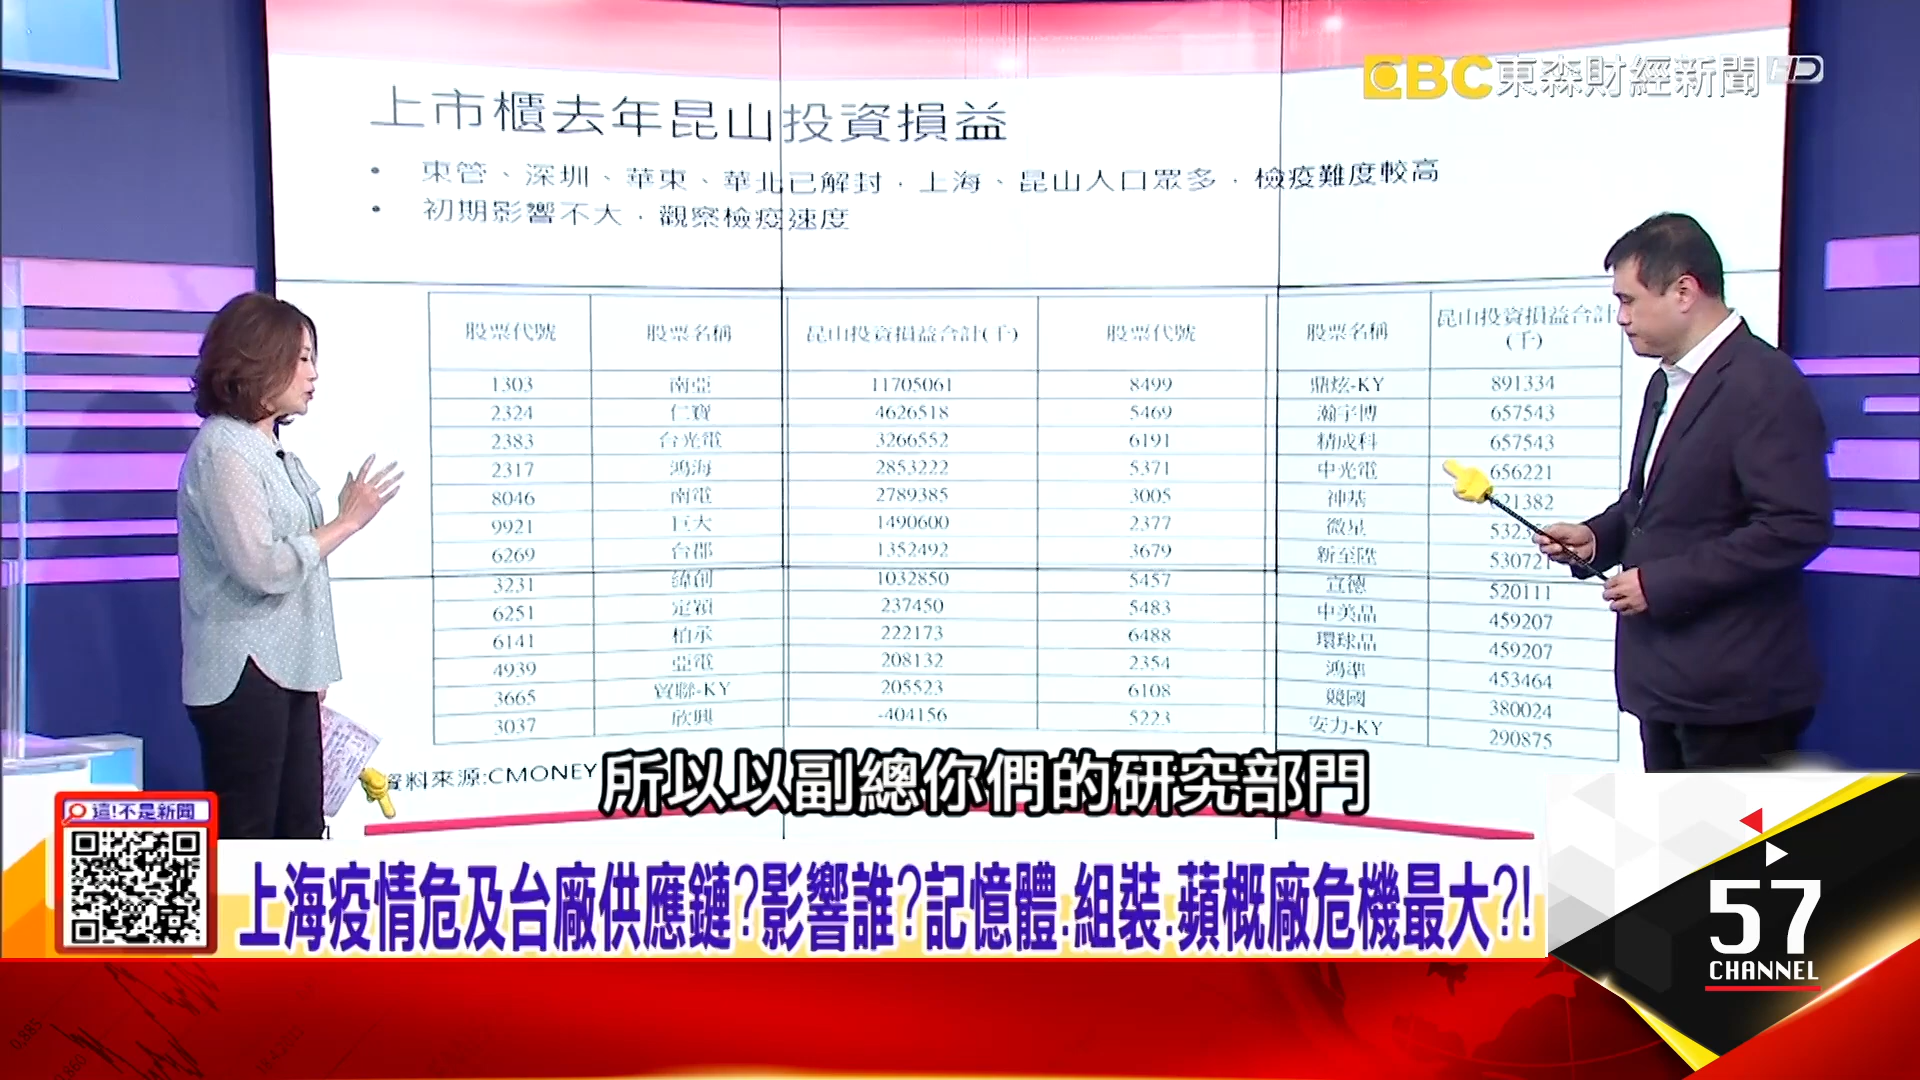 EBC東森財經新聞HD
上市櫃去年昆山投資損益
• 東管、深圳、華東、華北已解封，上海、昆山人口眾多，檢疫難度較高
• 初期影響不大，觀察檢疫速度
股票代號 股票名稱 昆山投資損益合計(千) 股票代號 股票名稱 昆山投資損益合計(千)
1303 南亞 11705061 8499 鼎炫-KY 891334
2324 仁寶 4626518 5469 瀚宇博 657543
2383 台光電 3266552 6191 精成科 657543
2317 鴻海 2853222 5371 中光電 656221
8046 南電 2789385 3005 神基
9921 巨大 1490600 2377 微星
6269 台郡 1352492 3679 新至陞 530721
3231 緯創 1032850 5457 宣德 520111
6251 定穎 237450 5483 中美晶 459207
6141 柏承 222173 6488 環球晶 459207
4939 亞電 208132 2354 鴻準 453464
3665 貿聯-KY 205523 6108 競國 380024
3037 欣興 -404156 5223 安力-KY 290875
資料來源:CMONEY
所以以副總你們的研究部門
這!不是新聞
上海疫情危及台廠供應鏈?影響誰?記憶體.組裝.蘋概廠危機最大?!
57
CHANNEL